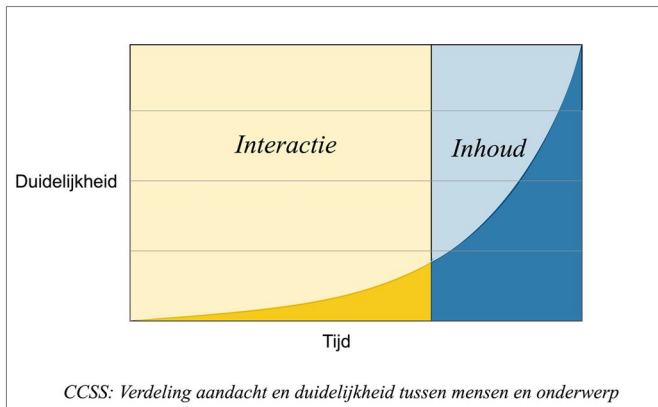 Interactie
Inhoud
Duidelijkheid
Tijd
CCSS: Verdeling aandacht en duidelijkheid tussen mensen en onderwerp